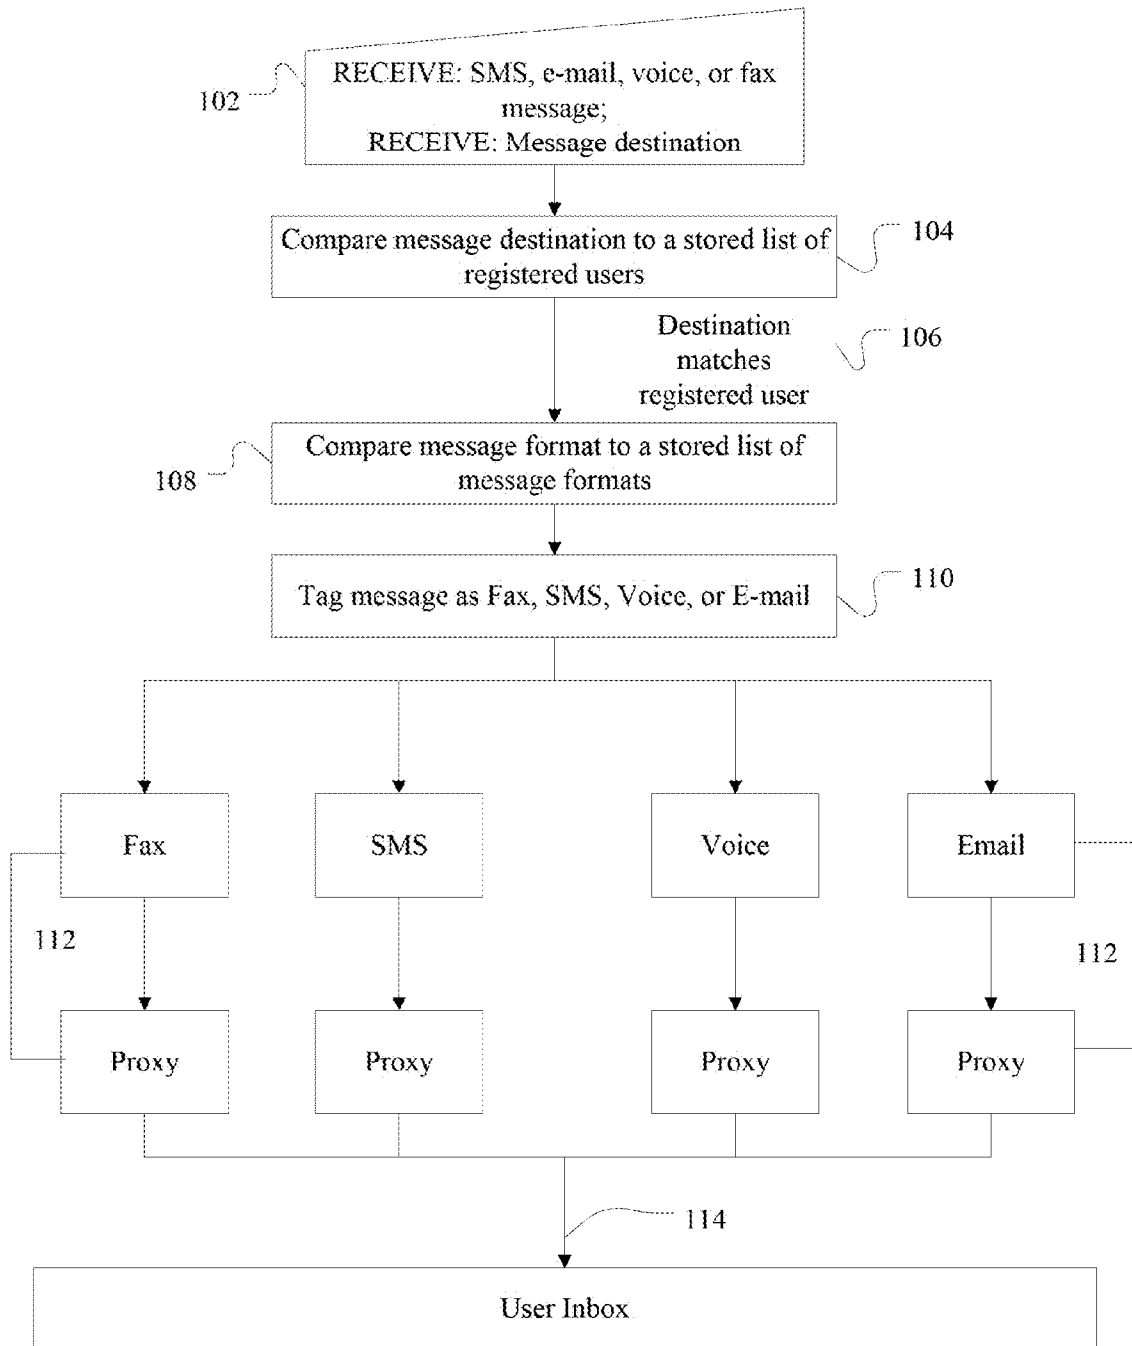 RECEIVE: SMS, e-mail, voice, or fax
message;
RECEIVE: Message destination
102
Compare message destination to a stored list of
registered users
104
Destination
matches
registered user
106
Compare message format to a stored list of
message formats
108
Tag message as Fax, SMS, Voice, or E-mail
110
Fax
SMS
Voice
Email
112
112
Proxy
Proxy
Proxy
Proxy
114
User Inbox